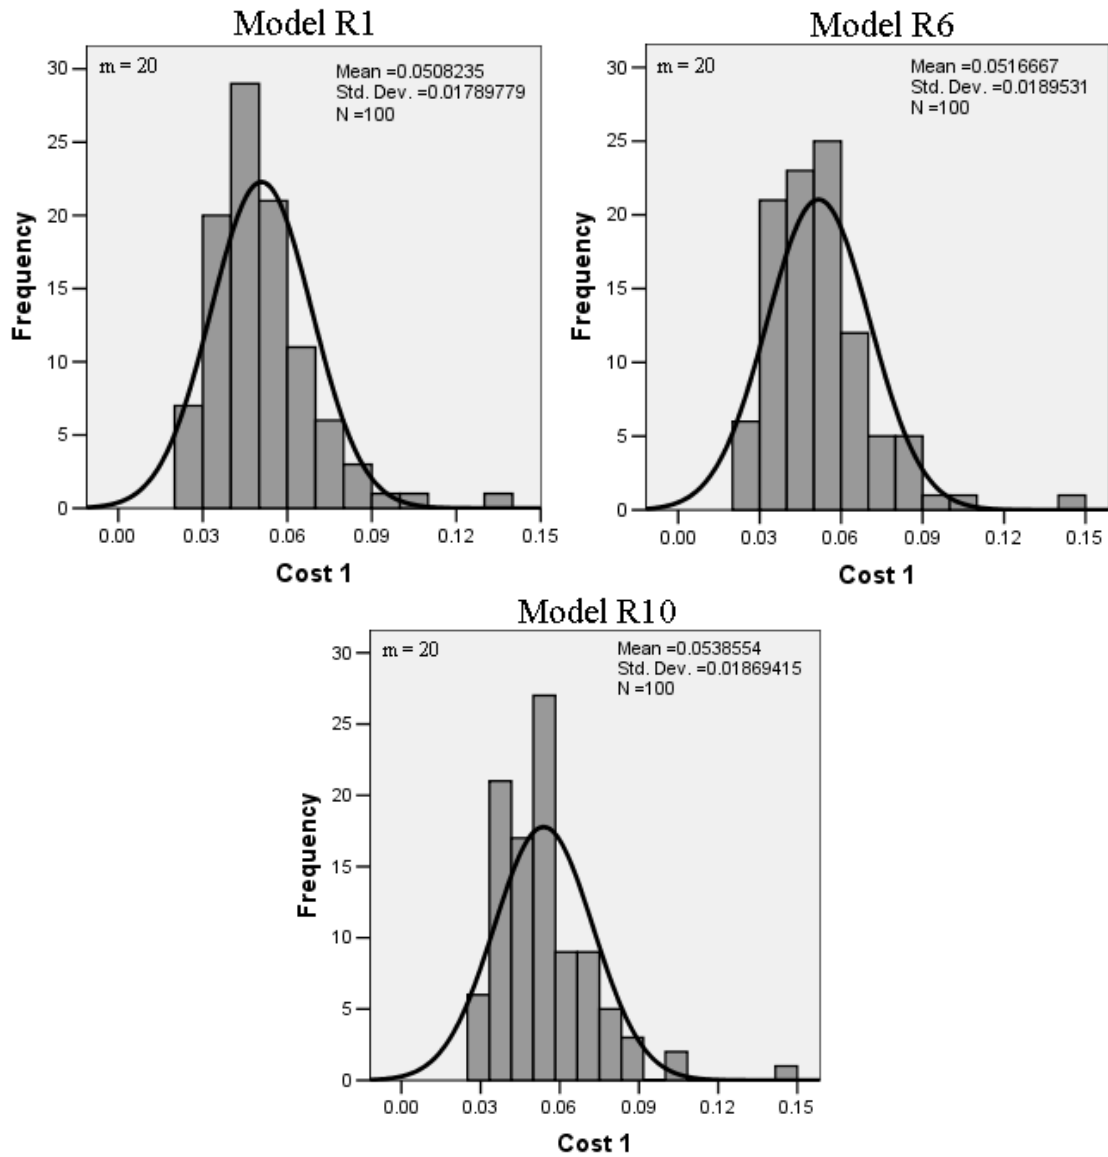 Model R1
m = 20
Mean =0.0508235
Std. Dev. =0.01789779
N =100
30
25
20
15
10
5
0
Frequency
0.00 0.03 0.06 0.09 0.12 0.15
Cost 1
Model R6
m = 20
Mean =0.0516667
Std. Dev. =0.0189531
N =100
30
25
20
15
10
5
0
Frequency
0.00 0.03 0.06 0.09 0.12 0.15
Cost 1
Model R10
m = 20
Mean =0.0538554
Std. Dev. =0.01869415
N =100
30
25
20
15
10
5
0
Frequency
0.00 0.03 0.06 0.09 0.12 0.15
Cost 1